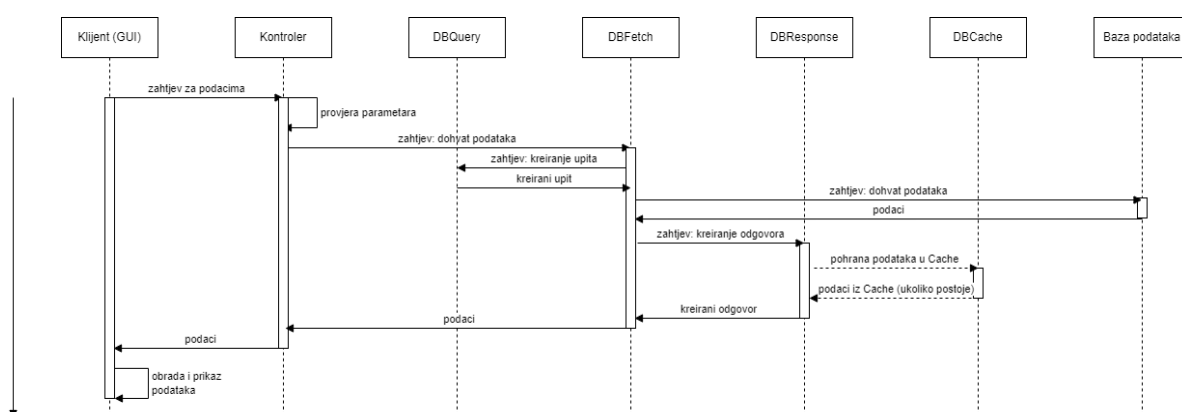 Klijent (GUI)
Kontroler
DBQuery
DBFetch
DBResponse
DBCache
Baza podataka
zahtjev za podacima
provjera parametara
zahtjev: dohvat podataka
zahtjev: kreiranje upita
kreirani upit
zahtjev: dohvat podataka
podaci
zahtjev: kreiranje odgovora
pohrana podataka u Cache
podaci iz Cache (ukoliko postoje)
kreirani odgovor
podaci
podaci
obrada i prikaz
podataka